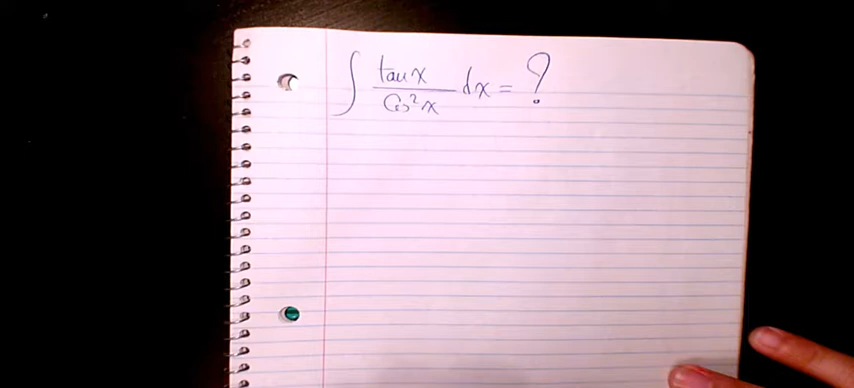 ∫ tan x / cos²x dx = ?